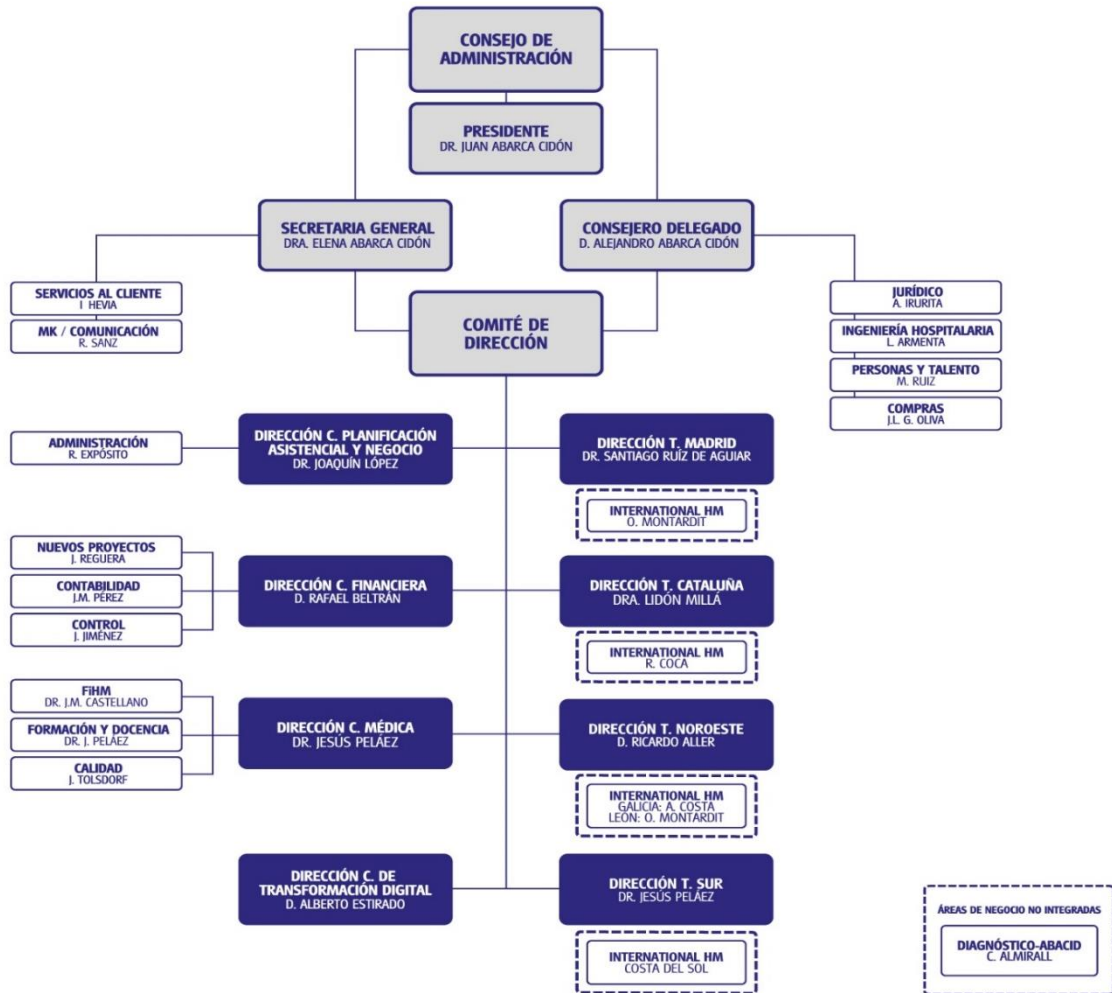 CONSEJO DE
ADMINISTRACIÓN
PRESIDENTE
DR. JUAN ABARCA CIDÓN
SECRETARIA GENERAL
DRA. ELENA ABARCA CIDÓN
CONSEJERO DELEGADO
D. ALEJANDRO ABARCA CIDÓN
SERVICIOS AL CLIENTE
I HEVIA
MK / COMUNICACIÓN
R. SANZ
COMITÉ DE
DIRECCIÓN
JURÍDICO
A. IRURITA
INGENIERÍA HOSPITALARIA
L. ARMENTA
PERSONAS Y TALENTO
M. RUIZ
COMPRAS
J.L. G. OLIVA
ADMINISTRACIÓN
R. EXPÓSITO
DIRECCIÓN C. PLANIFICACIÓN
ASISTENCIAL Y NEGOCIO
DR. JOAQUÍN LÓPEZ
DIRECCIÓN T. MADRID
DR. SANTIAGO RUÍZ DE AGUIAR
INTERNATIONAL HM
O. MONTARDIT
NUEVOS PROYECTOS
J. REGUERA
CONTABILIDAD
J.M. PÉREZ
CONTROL
J. JIMÉNEZ
DIRECCIÓN C. FINANCIERA
D. RAFAEL BELTRÁN
DIRECCIÓN T. CATALUÑA
DRA. LIDÓN MILLÁ
INTERNATIONAL HM
R. COCA
FiHM
DR. J.M. CASTELLANO
FORMACIÓN Y DOCENCIA
DR. J. PELÁEZ
CALIDAD
J. TOLSDORF
DIRECCIÓN C. MÉDICA
DR. JESÚS PELÁEZ
DIRECCIÓN T. NOROESTE
D. RICARDO ALLER
INTERNATIONAL HM
GALICIA: A. COSTA
LEÓN: O. MONTARDIT
DIRECCIÓN C. DE
TRANSFORMACIÓN DIGITAL
D. ALBERTO ESTIRADO
DIRECCIÓN T. SUR
DR. JESÚS PELÁEZ
INTERNATIONAL HM
COSTA DEL SOL
ÁREAS DE NEGOCIO NO INTEGRADAS
DIAGNÓSTICO-ABACID
C. ALMIRALL